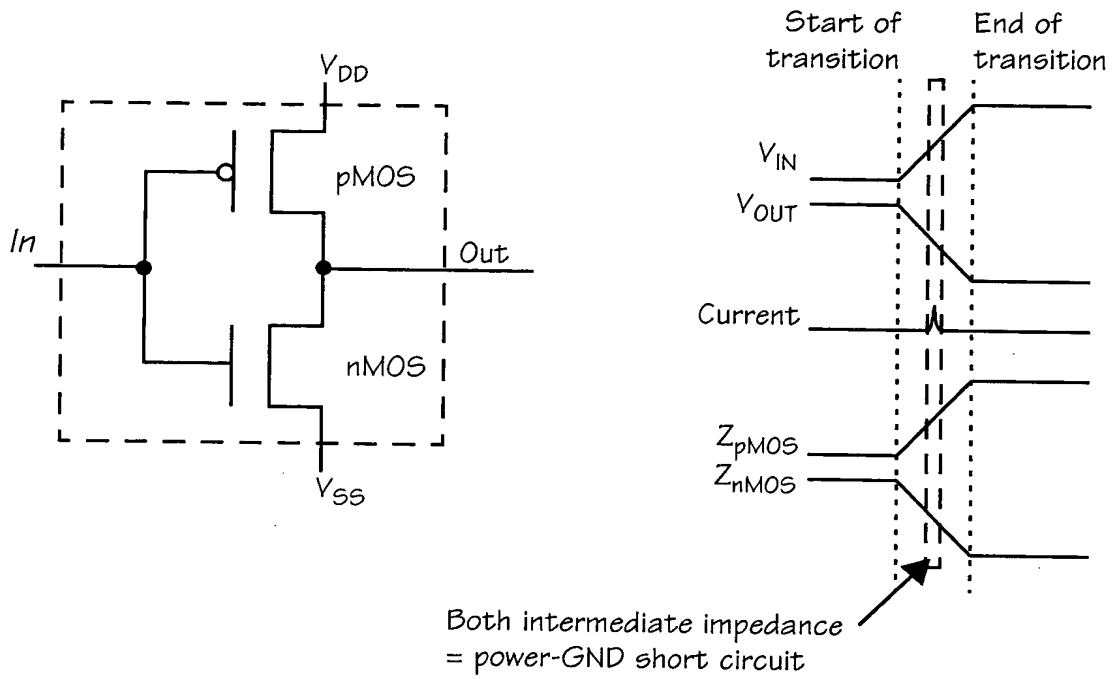 V_DD
pMOS
In
Out
nMOS
V_SS
Start of
transition
End of
transition
V_IN
V_OUT
Current
Z_pMOS
Z_nMOS
Both intermediate impedance
= power-GND short circuit